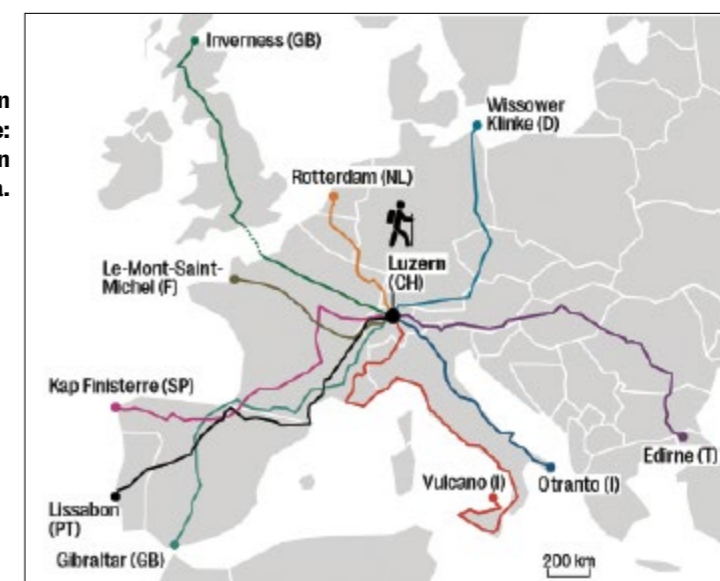 n
e:
n
a.
Inverness (GB)
Wissower
Klinke (D)
Rotterdam (NL)
Luzern
(CH)
Le-Mont-Saint-
Michel (F)
Kap Finisterre (SP)
Edirne (T)
Vulcano (I)
Otranto (I)
Lissabon
(PT)
Gibraltar (GB)
200 km